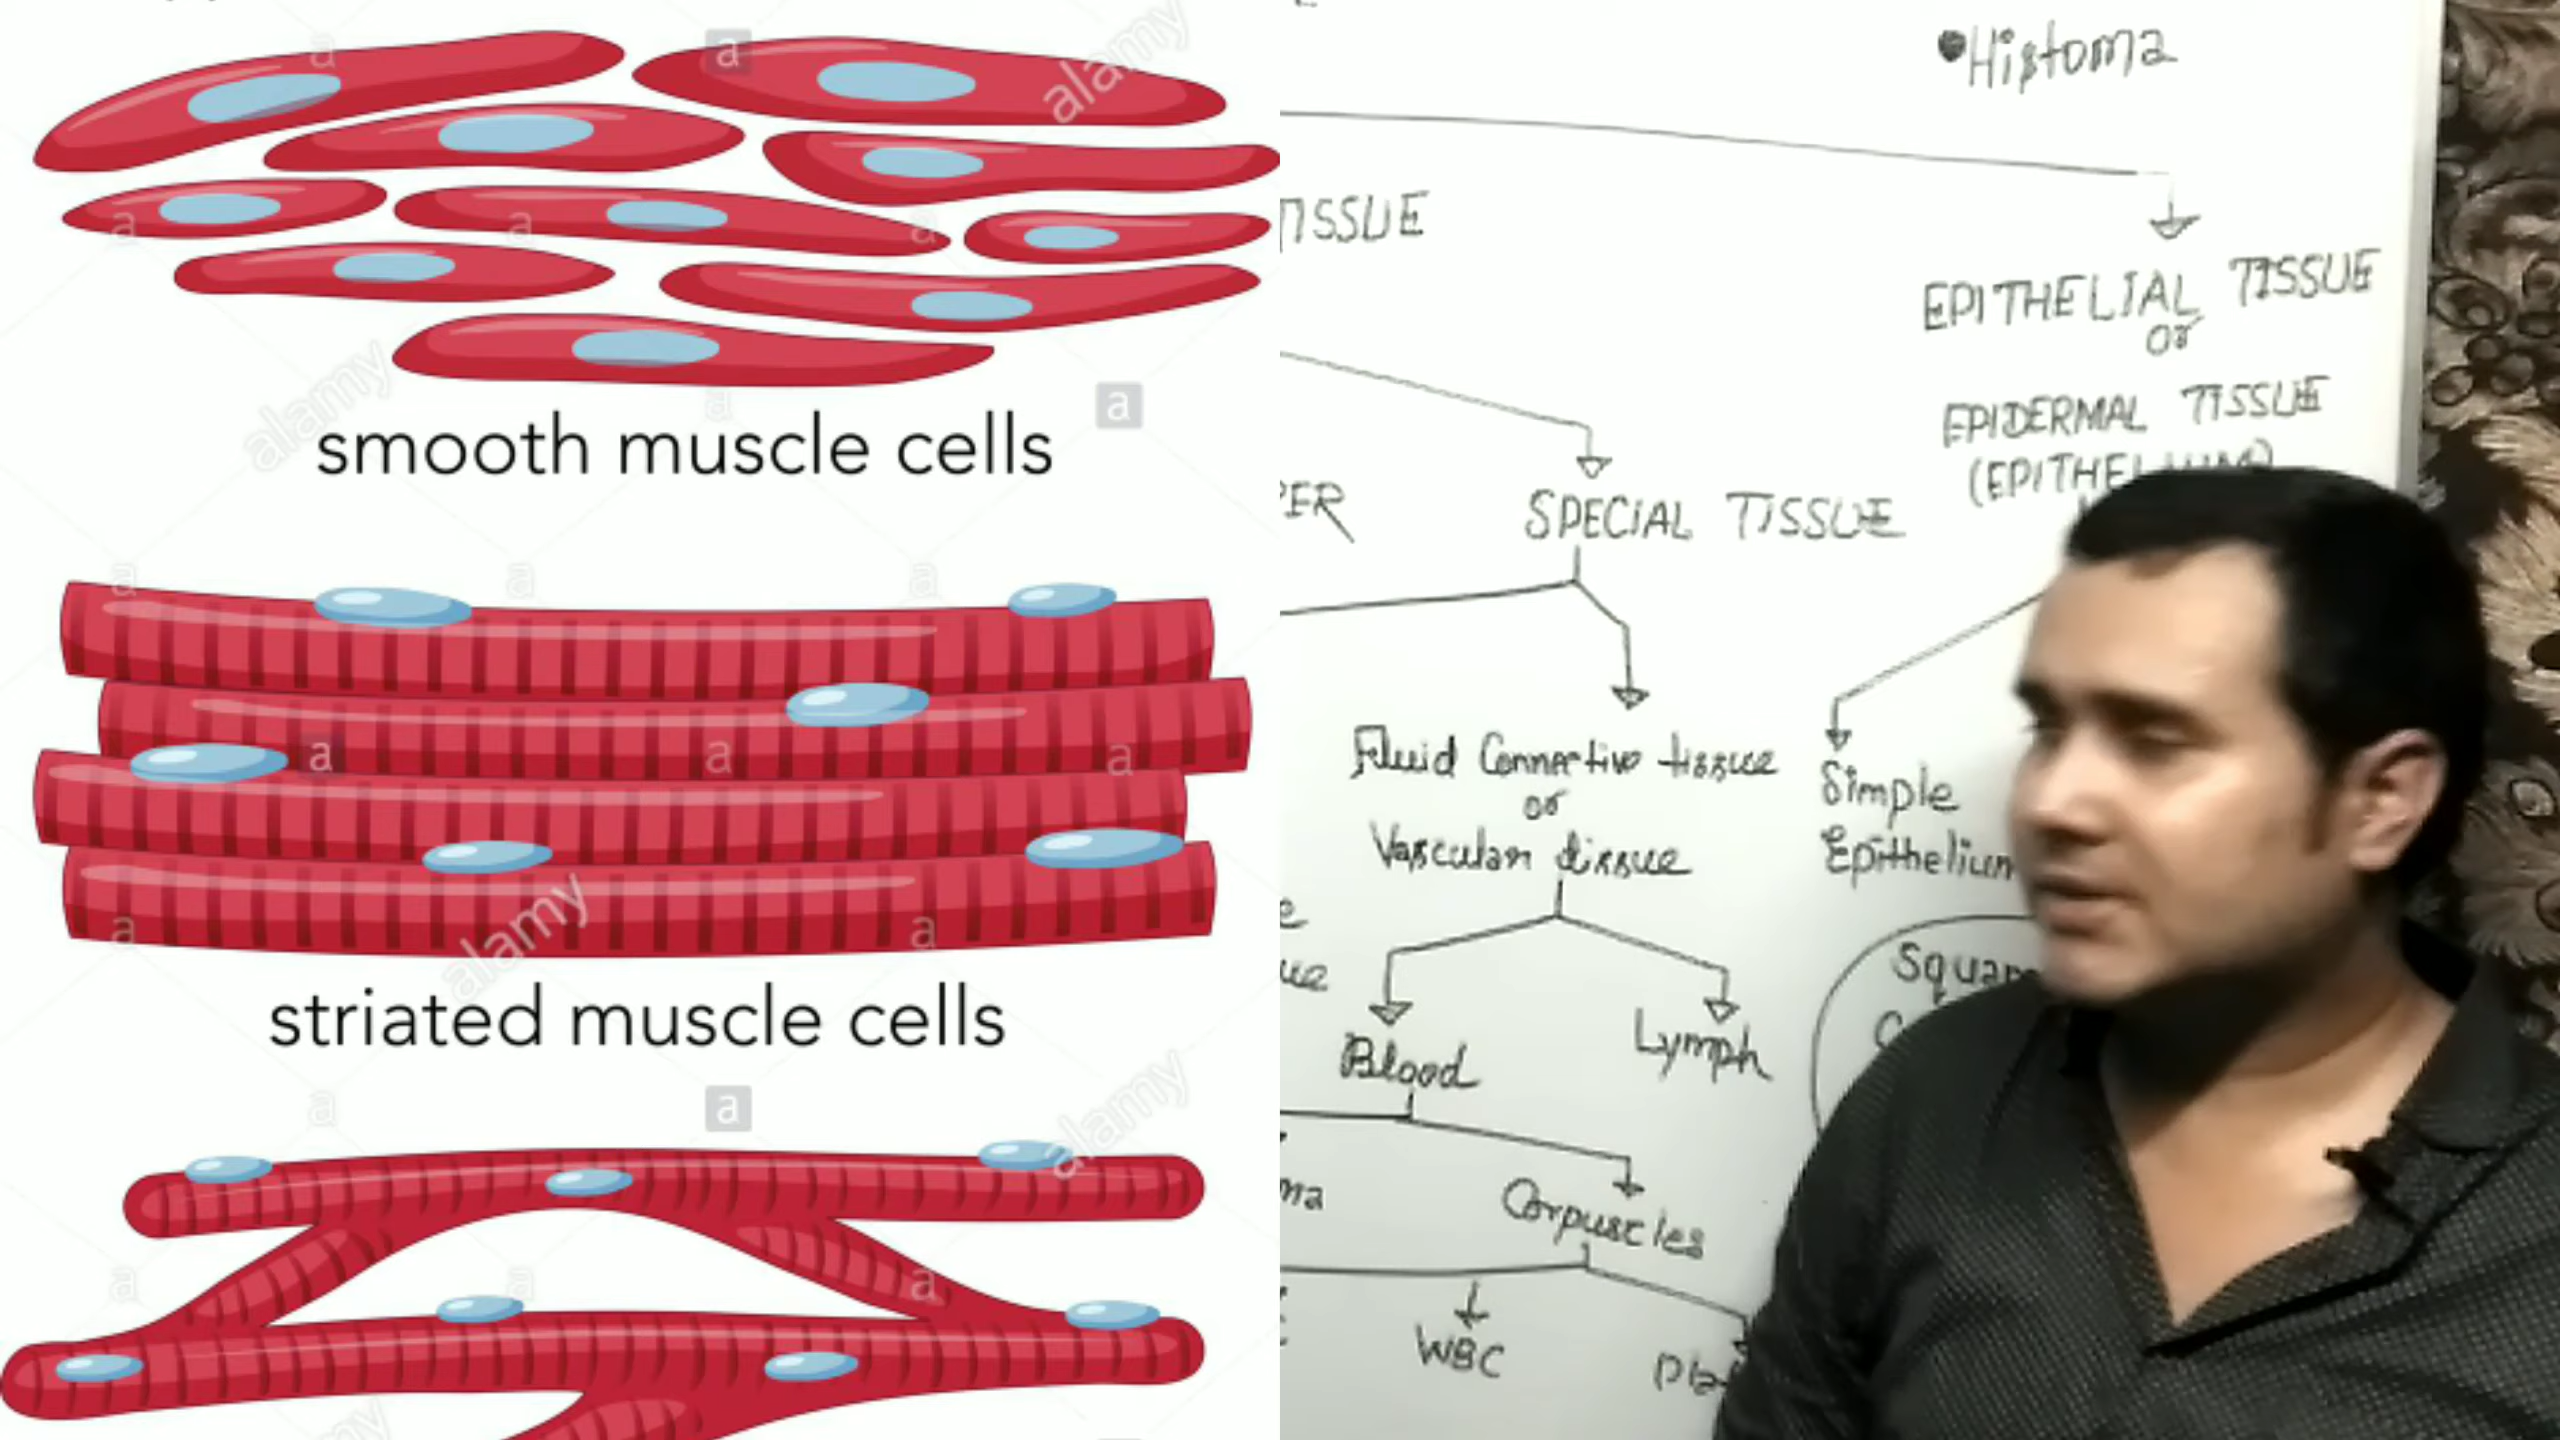 smooth muscle cells
striated muscle cells
alamy
•Histoma
TISSUE
EPITHELIAL TISSUE
or
EPIDERMAL TISSUE
SPECIAL TISSUE
Fluid Connective tissue
or
Vascular tissue
Simple
Epithelium
Blood
Lymph
Corpuscles
WBC